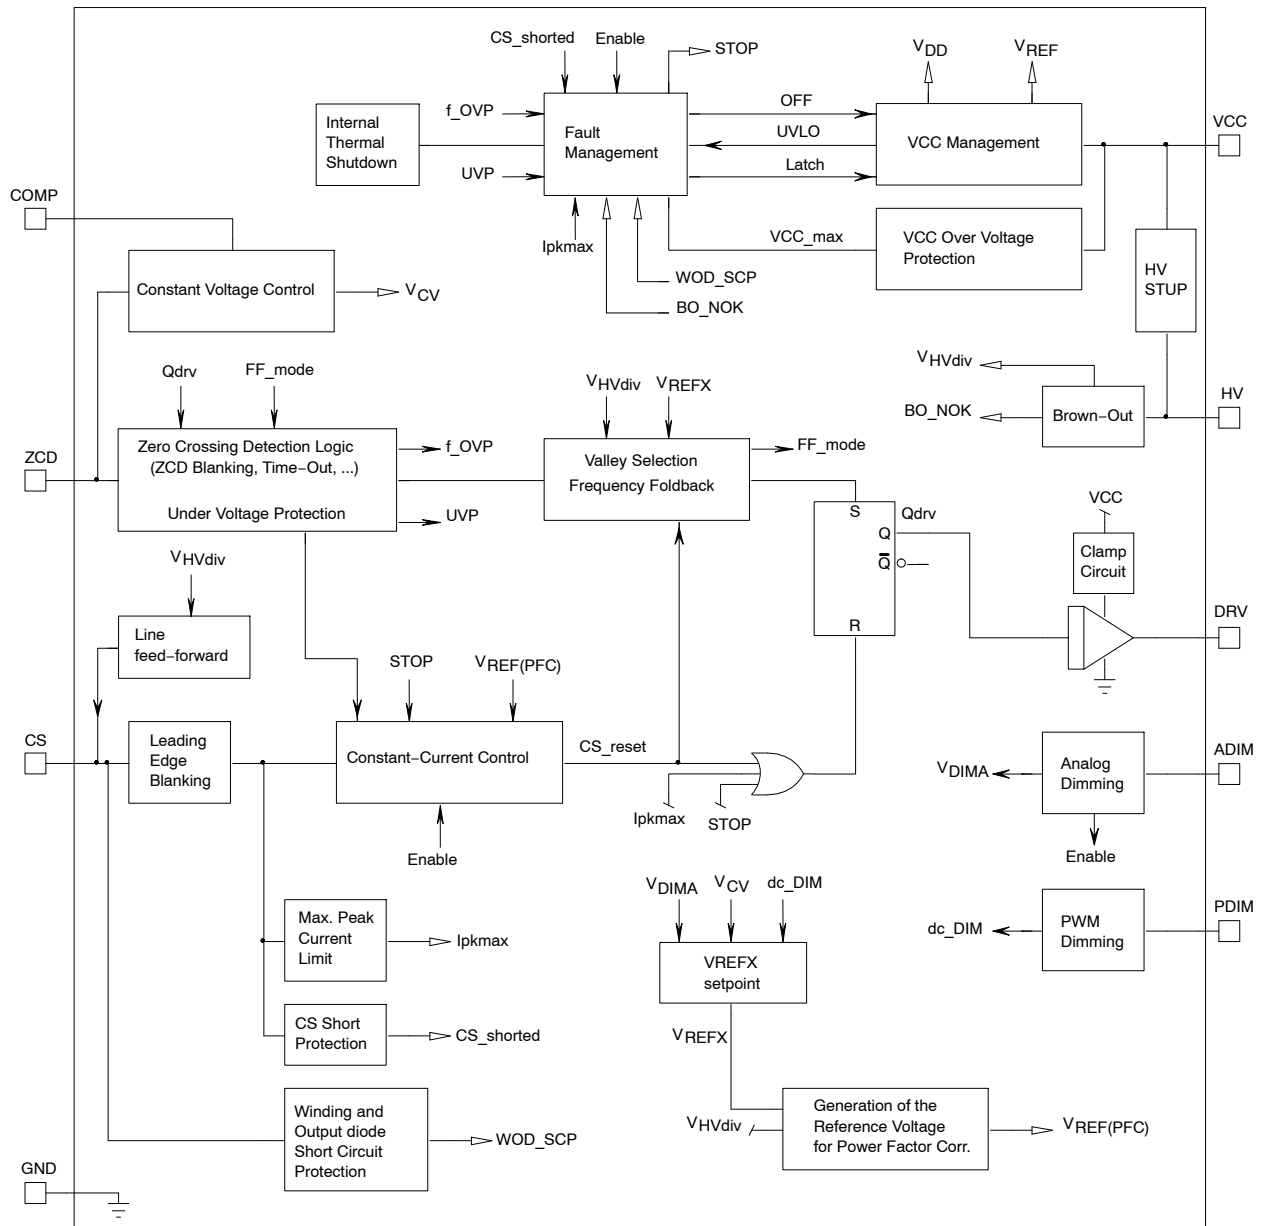 CS_shorted
Enable
STOP
VDD
VREF
f_OVP
OFF
Internal
Thermal
Shutdown
Fault
Management
UVLO
VCC Management
VCC
UVP
Latch
COMP
Ipkmax
VCC_max
VCC Over Voltage
Protection
HV
STUP
WOD_SCP
BO_NOK
Constant Voltage Control
VCV
VHVdiv
Qdrv
FF_mode
VHVdiv
VREFX
BO_NOK
Brown−Out
HV
ZCD
Zero Crossing Detection Logic
(ZCD Blanking, Time−Out, ...)
Under Voltage Protection
f_OVP
UVP
Valley Selection
Frequency Foldback
FF_mode
S
Q
Q
R
Qdrv
VCC
Clamp
Circuit
DRV
VHVdiv
Line
feed−forward
STOP
VREF(PFC)
CS
Leading
Edge
Blanking
Constant−Current Control
CS_reset
Ipkmax
STOP
Enable
VDIMA
Analog
Dimming
ADIM
Enable
VDIMA
VCV
dc_DIM
Max. Peak
Current
Limit
Ipkmax
VREFX
setpoint
dc_DIM
PWM
Dimming
PDIM
CS Short
Protection
CS_shorted
VREFX
Winding and
Output diode
Short Circuit
Protection
WOD_SCP
VHVdiv
Generation of the
Reference Voltage
for Power Factor Corr.
VREF(PFC)
GND